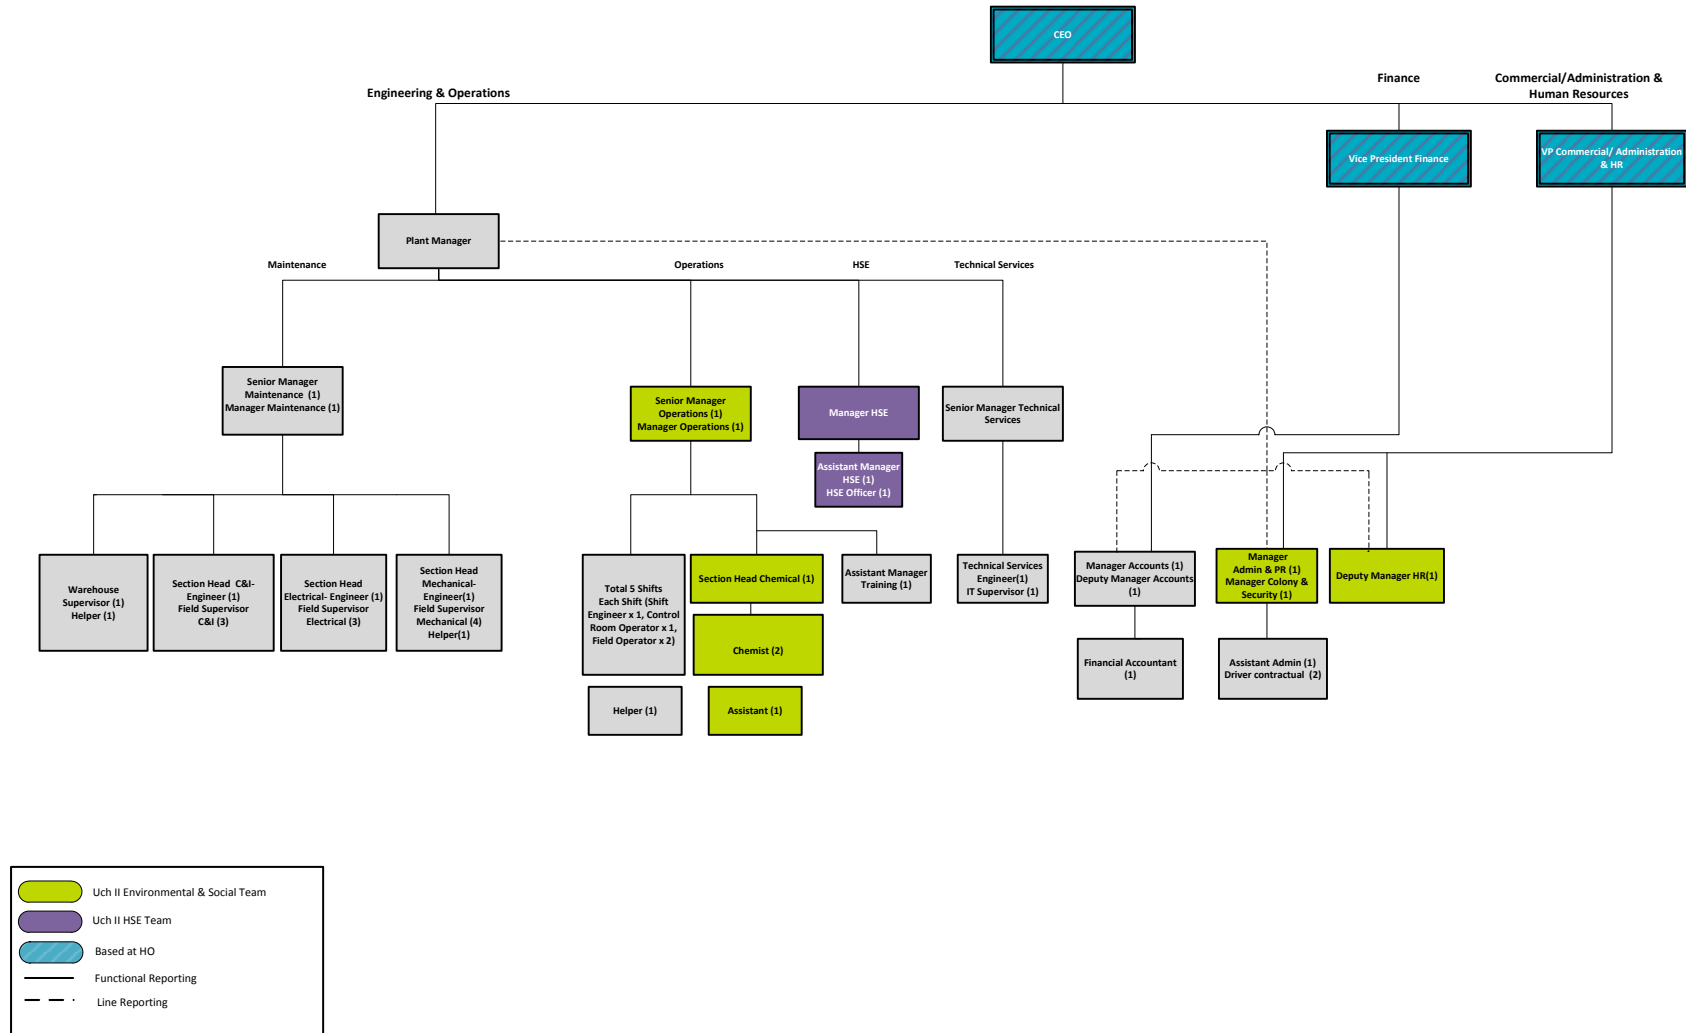 CEO
Engineering & Operations
Finance
Commercial/Administration &
Human Resources
Vice President Finance
VP Commercial/ Administration
& HR
Plant Manager
Maintenance
Operations
HSE
Technical Services
Senior Manager
Maintenance (1)
Manager Maintenance (1)
Senior Manager
Operations (1)
Manager Operations (1)
Manager HSE
Senior Manager Technical
Services
Assistant Manager
HSE (1)
HSE Officer (1)
Warehouse
Supervisor (1)
Helper (1)
Section Head C&I-
Engineer (1)
Field Supervisor
C&I (3)
Section Head
Electrical- Engineer (1)
Field Supervisor
Electrical (3)
Section Head
Mechanical-
Engineer(1)
Field Supervisor
Mechanical (4)
Helper(1)
Total 5 Shifts
Each Shift (Shift
Engineer x 1, Control
Room Operator x 1,
Field Operator x 2)
Section Head Chemical (1)
Assistant Manager
Training (1)
Technical Services
Engineer(1)
IT Supervisor (1)
Manager Accounts (1)
Deputy Manager Accounts
(1)
Manager
Admin & PR (1)
Manager Colony &
Security (1)
Deputy Manager HR(1)
Chemist (2)
Financial Accountant
(1)
Assistant Admin (1)
Driver contractual (2)
Helper (1)
Assistant (1)
Uch II Environmental & Social Team
Uch II HSE Team
Based at HO
Functional Reporting
Line Reporting